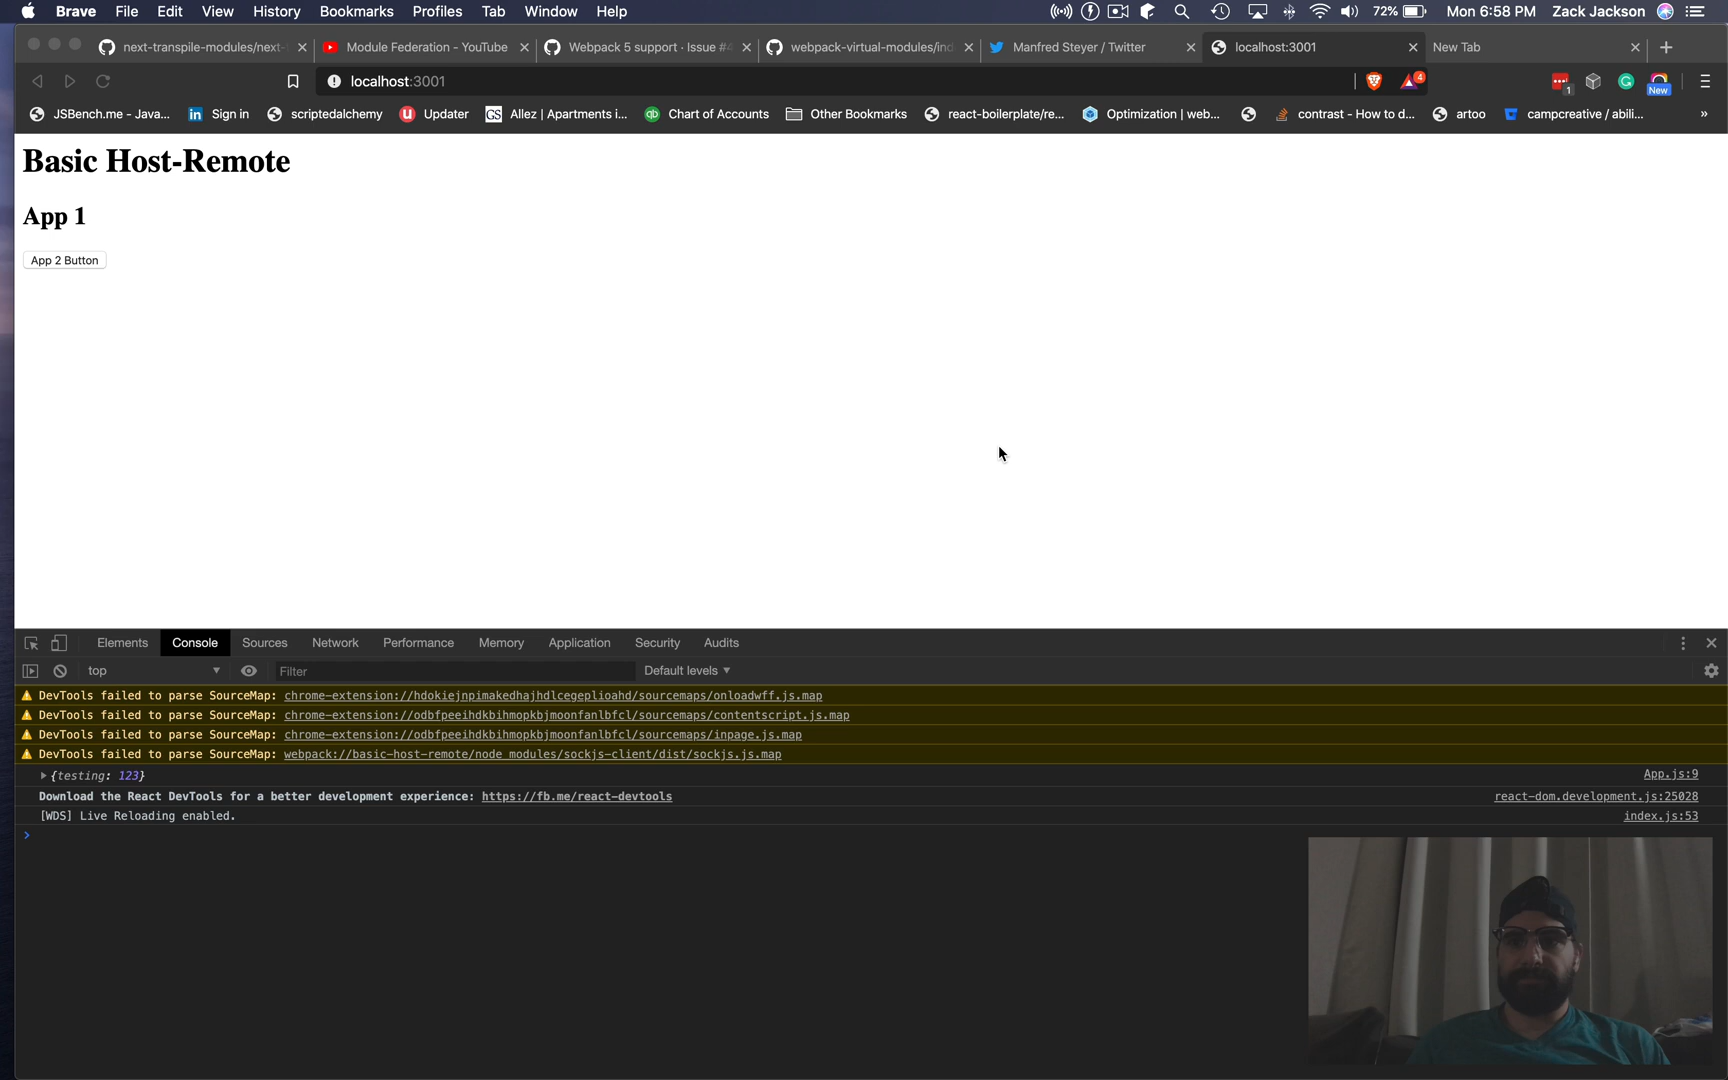 Brave File Edit View History Bookmarks Profiles Tab Window Help 72% Mon 6:58 PM Zack Jackson
next-transpile-modules/next- Module Federation - YouTube Webpack 5 support · Issue #4 webpack-virtual-modules/ind Manfred Steyer / Twitter localhost:3001 New Tab
localhost:3001 4 1 New
JSBench.me - Java... Sign in scriptedalchemy Updater GS Allez | Apartments i... Chart of Accounts Other Bookmarks react-boilerplate/re... Optimization | web... contrast - How to d... artoo campcreative / abili... »
Basic Host-Remote
App 1
App 2 Button
Elements Console Sources Network Performance Memory Application Security Audits
top Filter Default levels
DevTools failed to parse SourceMap: chrome-extension://hdokiejnpimakedhajhdlcegeplioahd/sourcemaps/onloadwff.js.map
DevTools failed to parse SourceMap: chrome-extension://odbfpeeihdkbihmopkbjmoonfanlbfcl/sourcemaps/contentscript.js.map
DevTools failed to parse SourceMap: chrome-extension://odbfpeeihdkbihmopkbjmoonfanlbfcl/sourcemaps/inpage.js.map
DevTools failed to parse SourceMap: webpack://basic-host-remote/node_modules/sockjs-client/dist/sockjs.js.map
{testing: 123} App.js:9
Download the React DevTools for a better development experience: https://fb.me/react-devtools react-dom.development.js:25028
[WDS] Live Reloading enabled. index.js:53